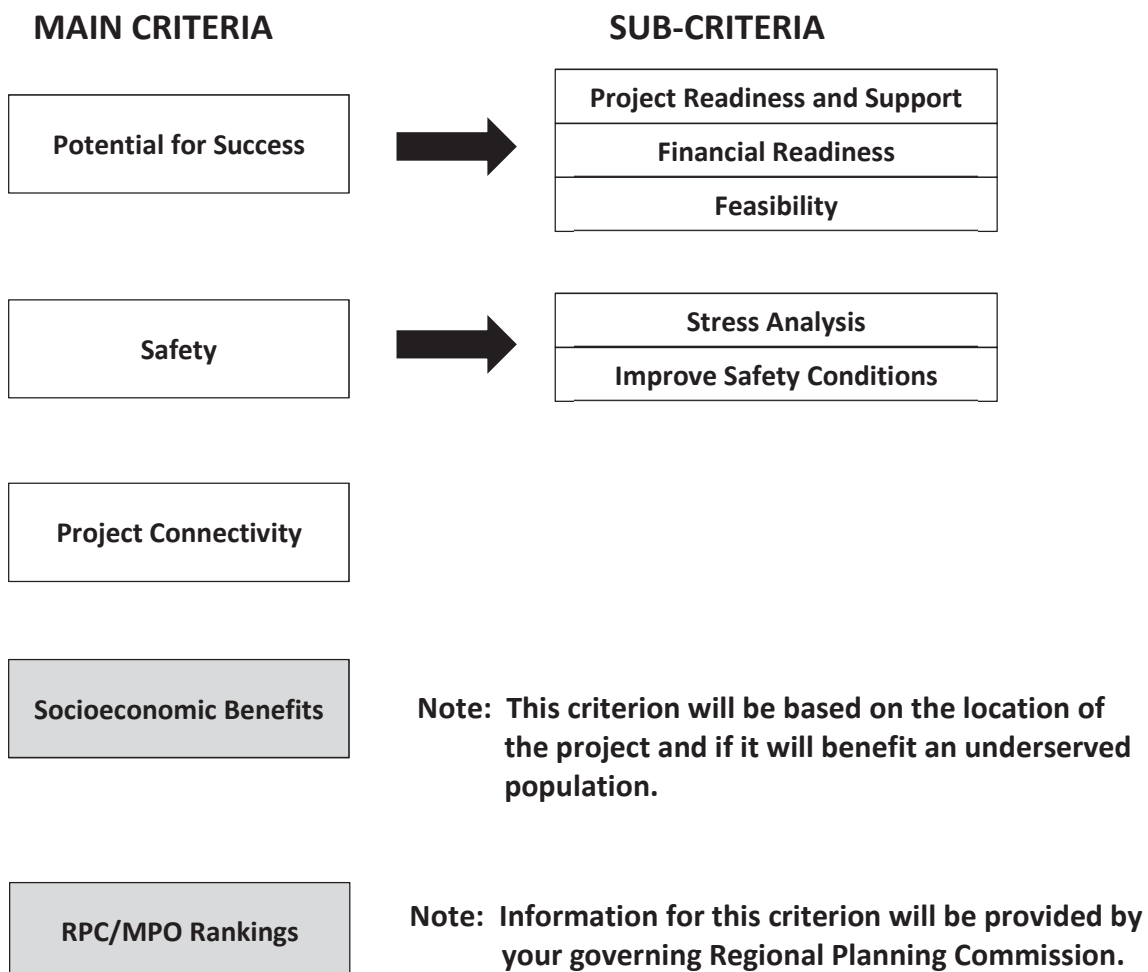 MAIN CRITERIA
SUB-CRITERIA
Potential for Success
Project Readiness and Support
Financial Readiness
Feasibility
Safety
Stress Analysis
Improve Safety Conditions
Project Connectivity
Socioeconomic Benefits
Note: This criterion will be based on the location of
the project and if it will benefit an underserved
population.
RPC/MPO Rankings
Note: Information for this criterion will be provided by
your governing Regional Planning Commission.